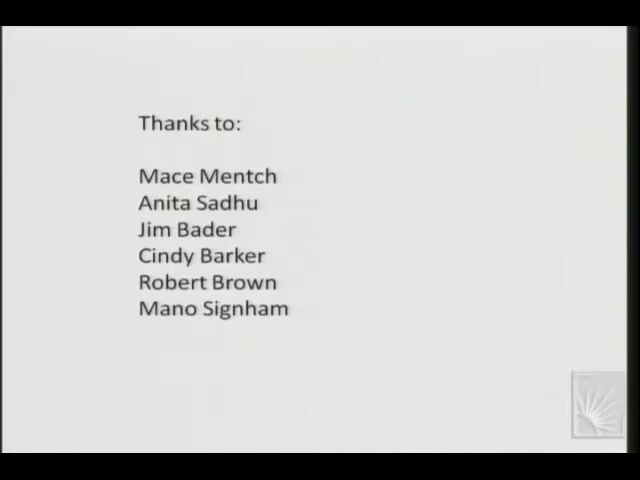 Thanks to:
Mace Mentch
Anita Sadhu
Jim Bader
Cindy Barker
Robert Brown
Mano Signham